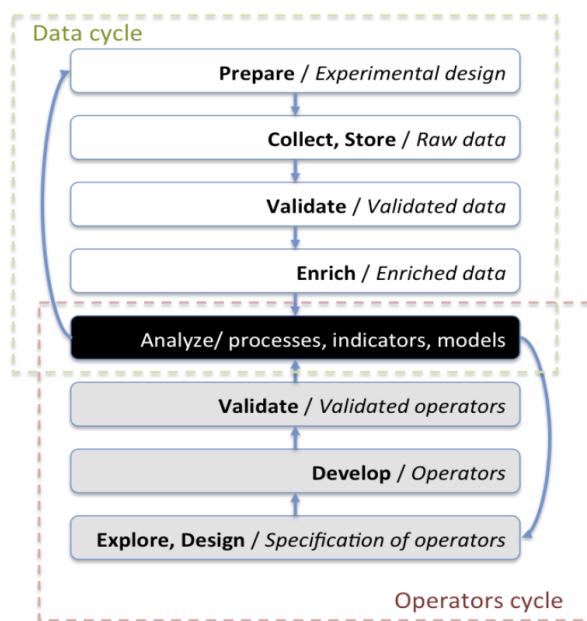 Data cycle
Prepare / Experimental design
Collect, Store / Raw data
Validate / Validated data
Enrich / Enriched data
Analyze/ processes, indicators, models
Validate / Validated operators
Develop / Operators
Explore, Design / Specification of operators
Operators cycle